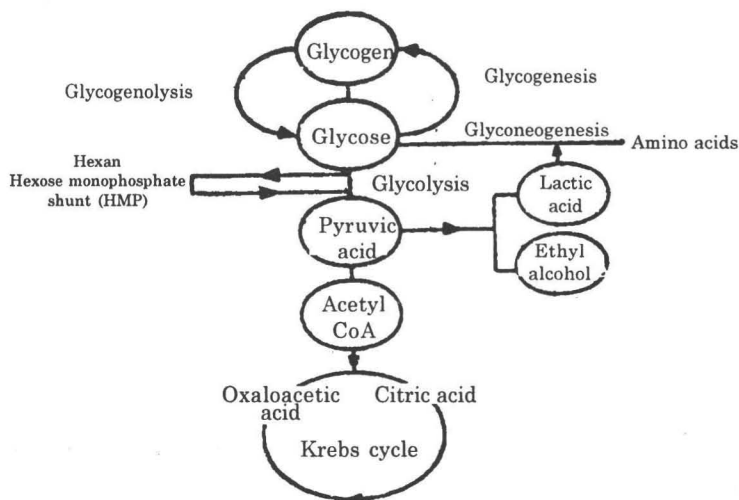 Glycogen
Glycogenolysis
Glycogenesis
Glycose
Glyconeogenesis
Amino acids
Hexan
Hexose monophosphate
shunt (HMP)
Glycolysis
Lactic
acid
Pyruvic
acid
Ethyl
alcohol
Acetyl
CoA
Oxaloacetic
acid
Citric acid
Krebs cycle